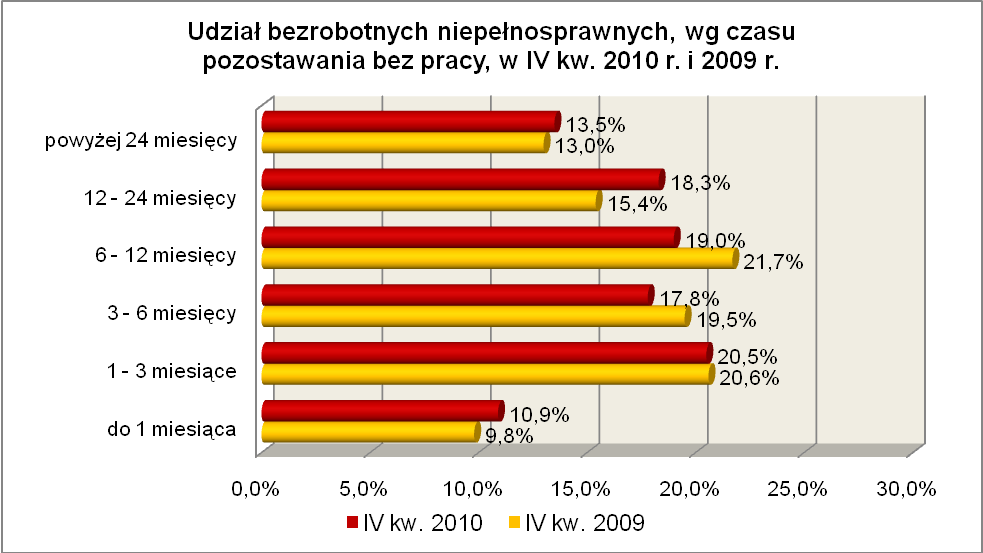 Udział bezrobotnych niepełnosprawnych, wg czasu
pozostawania bez pracy, w IV kw. 2010 r. i 2009 r.
powyżej 24 miesięcy
13,5%
13,0%
12 - 24 miesięcy
18,3%
15,4%
6 - 12 miesięcy
19,0%
21,7%
3 - 6 miesięcy
17,8%
19,5%
1 - 3 miesiące
20,5%
20,6%
do 1 miesiąca
10,9%
9,8%
0,0% 5,0% 10,0% 15,0% 20,0% 25,0% 30,0%
IV kw. 2010 IV kw. 2009